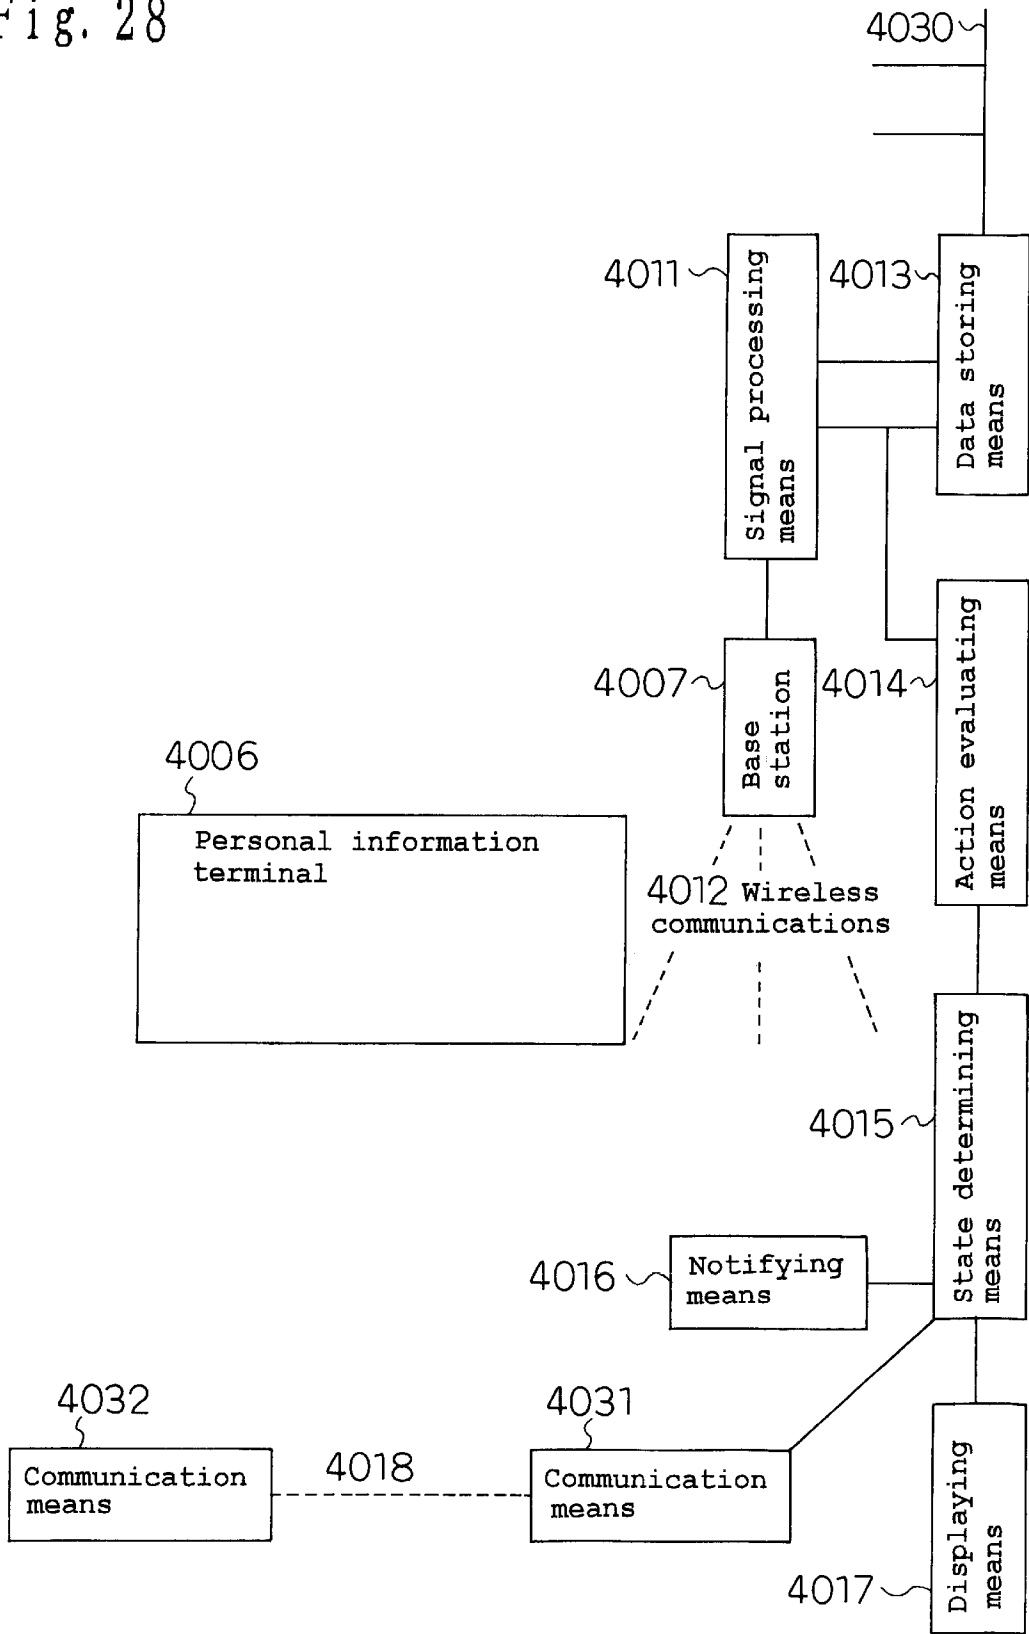 Fig. 28
4030
4011
4013
Signal processing
means
Data storing
means
4007
4014
Base
station
Action evaluating
means
4006
Personal information
terminal
4012 Wireless
communications
4015
State determining
means
4016
Notifying
means
4032
4031
Communication
means
4018
Communication
means
4017
Displaying
means